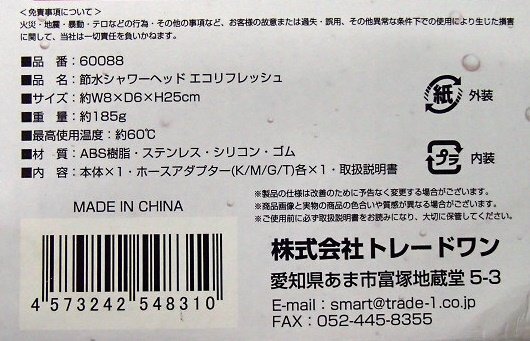 ＜免責事項について＞
火災・地震・暴動・テロなどの行為・その他の事項など、お客様の故意または過失・誤用、その他異常な条件下での使用により生じた損害
に関して、当社は一切責任を負いかねます。
■品　番：60088
■品　名：節水シャワーヘッド エコリフレッシュ
■サイズ：約W8×D6×H25cm
■重　量：約185g
■最高使用温度：約60℃
■材　質：ABS樹脂・ステンレス・シリコン・ゴム
■内　容：本体×1・ホースアダプター(K/M/G/T)各×1・取扱説明書
紙 外装
プラ 内装
※製品の仕様は改善のために予告なく変更する場合がございます。
※商品画像と実物の商品の色合いや質感が異なる場合がございます。
※ご使用前に必ず取扱説明書をお読みになり、大切に保管してください。
MADE IN CHINA
4 573242 548310
株式会社トレードワン
愛知県あま市富塚地蔵堂 5-3
E-mail : smart@trade-1.co.jp
FAX : 052-445-8355